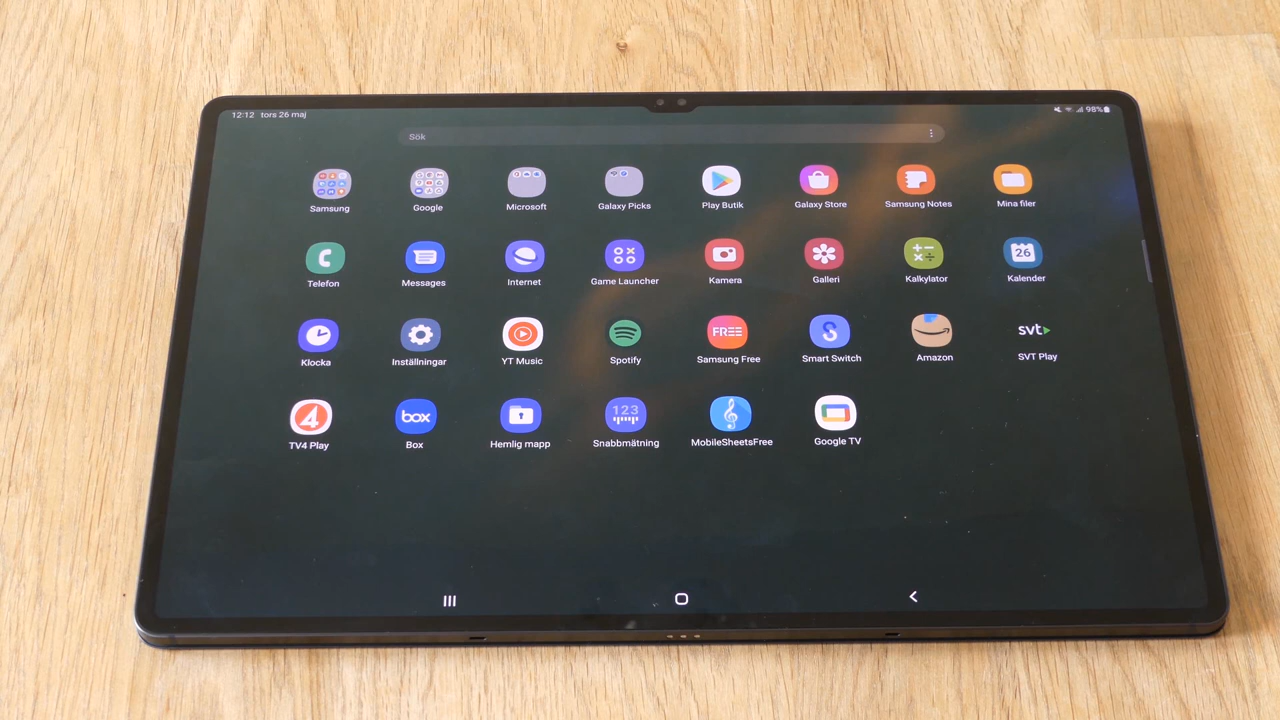 12:12 tors 26 maj
98%
Sök
Samsung
Google
Microsoft
Galaxy Picks
Play Butik
Galaxy Store
Samsung Notes
Mina filer
26
Telefon
Messages
Internet
Game Launcher
Kamera
Galleri
Kalkylator
Kalender
FREE
svt
Klocka
Inställningar
YT Music
Spotify
Samsung Free
Smart Switch
Amazon
SVT Play
4
box
123
TV4 Play
Box
Hemlig mapp
Snabbmätning
MobileSheetsFree
Google TV